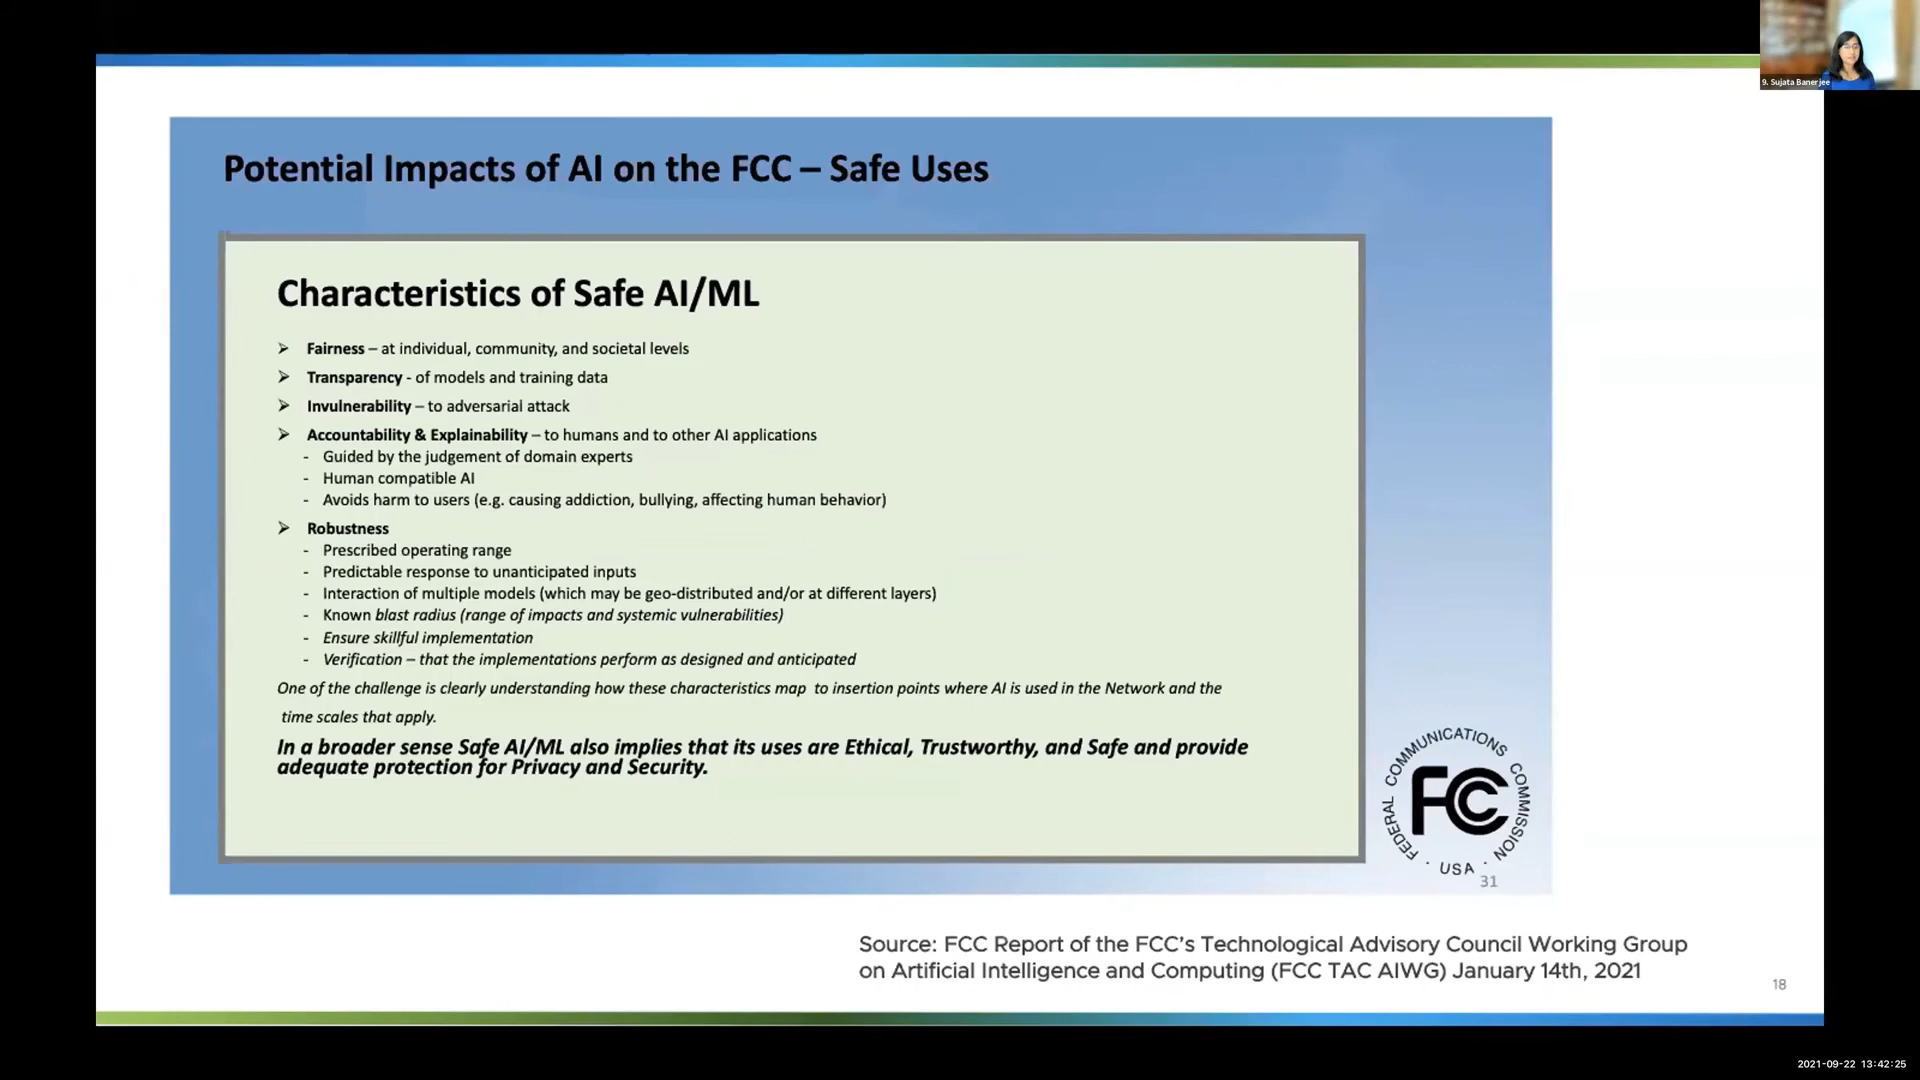 9. Sujata Banerjee
Potential Impacts of AI on the FCC – Safe Uses
Characteristics of Safe AI/ML
➢ Fairness – at individual, community, and societal levels
➢ Transparency - of models and training data
➢ Invulnerability – to adversarial attack
➢ Accountability & Explainability – to humans and to other AI applications
- Guided by the judgement of domain experts
- Human compatible AI
- Avoids harm to users (e.g. causing addiction, bullying, affecting human behavior)
➢ Robustness
- Prescribed operating range
- Predictable response to unanticipated inputs
- Interaction of multiple models (which may be geo-distributed and/or at different layers)
- Known blast radius (range of impacts and systemic vulnerabilities)
- Ensure skillful implementation
- Verification – that the implementations perform as designed and anticipated
One of the challenge is clearly understanding how these characteristics map to insertion points where AI is used in the Network and the
time scales that apply.
In a broader sense Safe AI/ML also implies that its uses are Ethical, Trustworthy, and Safe and provide
adequate protection for Privacy and Security.
FEDERAL COMMUNICATIONS COMMISSION
FCC
· USA ·
31
Source: FCC Report of the FCC's Technological Advisory Council Working Group
on Artificial Intelligence and Computing (FCC TAC AIWG) January 14th, 2021
18
2021-09-22 13:42:25